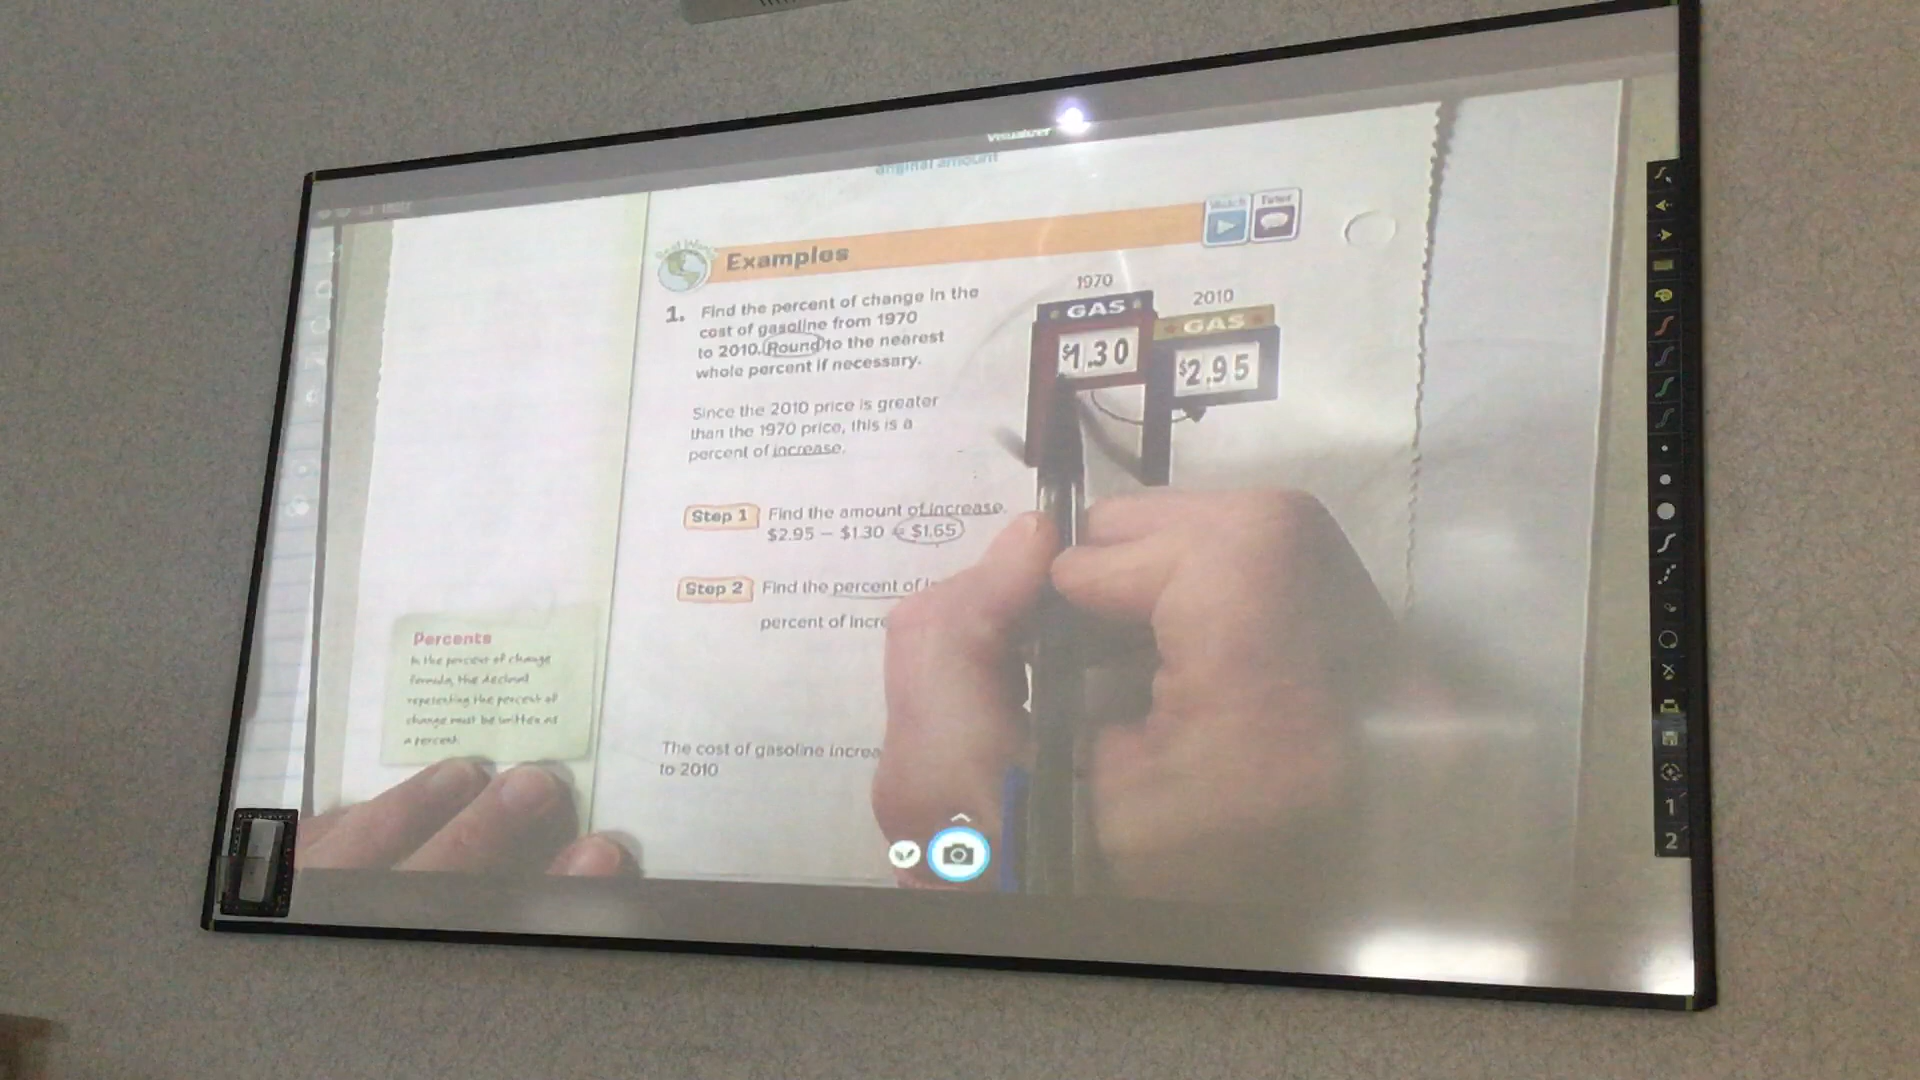 Visualizer
original amount
Watch Tutor
Real World
Examples
1. Find the percent of change in the
cost of gasoline from 1970
to 2010. Round to the nearest
whole percent if necessary.
1970
GAS
$1.30
2010
GAS
$2.95
Since the 2010 price is greater
than the 1970 price, this is a
percent of increase.
Step 1 Find the amount of increase.
$2.95 – $1.30 = $1.65
Step 2 Find the percent of
percent of incre
Percents
In the percent of change
formula, the decimal
representing the percent of
change must be written as
a percent.
The cost of gasoline increa
to 2010
1
2